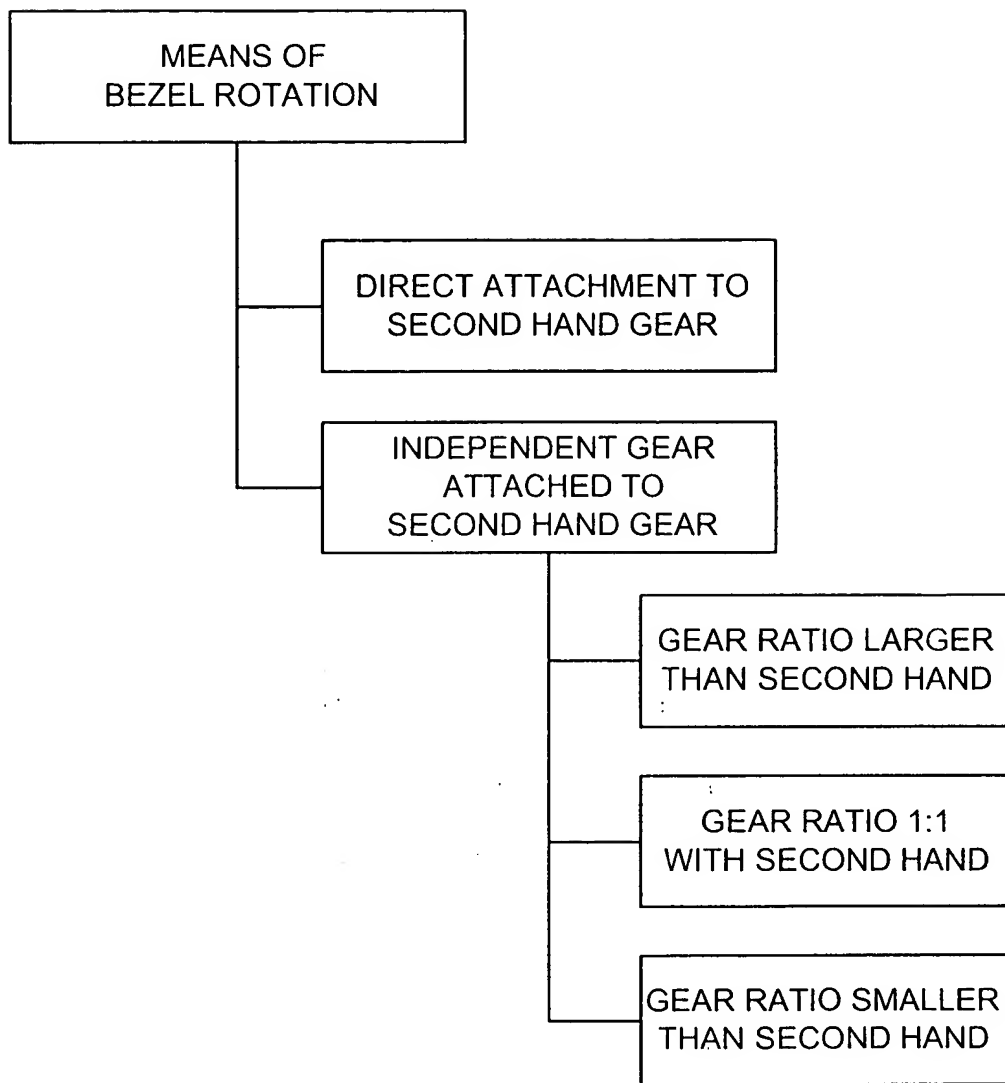 MEANS OF
BEZEL ROTATION
DIRECT ATTACHMENT TO
SECOND HAND GEAR
INDEPENDENT GEAR
ATTACHED TO
SECOND HAND GEAR
GEAR RATIO LARGER
THAN SECOND HAND
GEAR RATIO 1:1
WITH SECOND HAND
GEAR RATIO SMALLER
THAN SECOND HAND